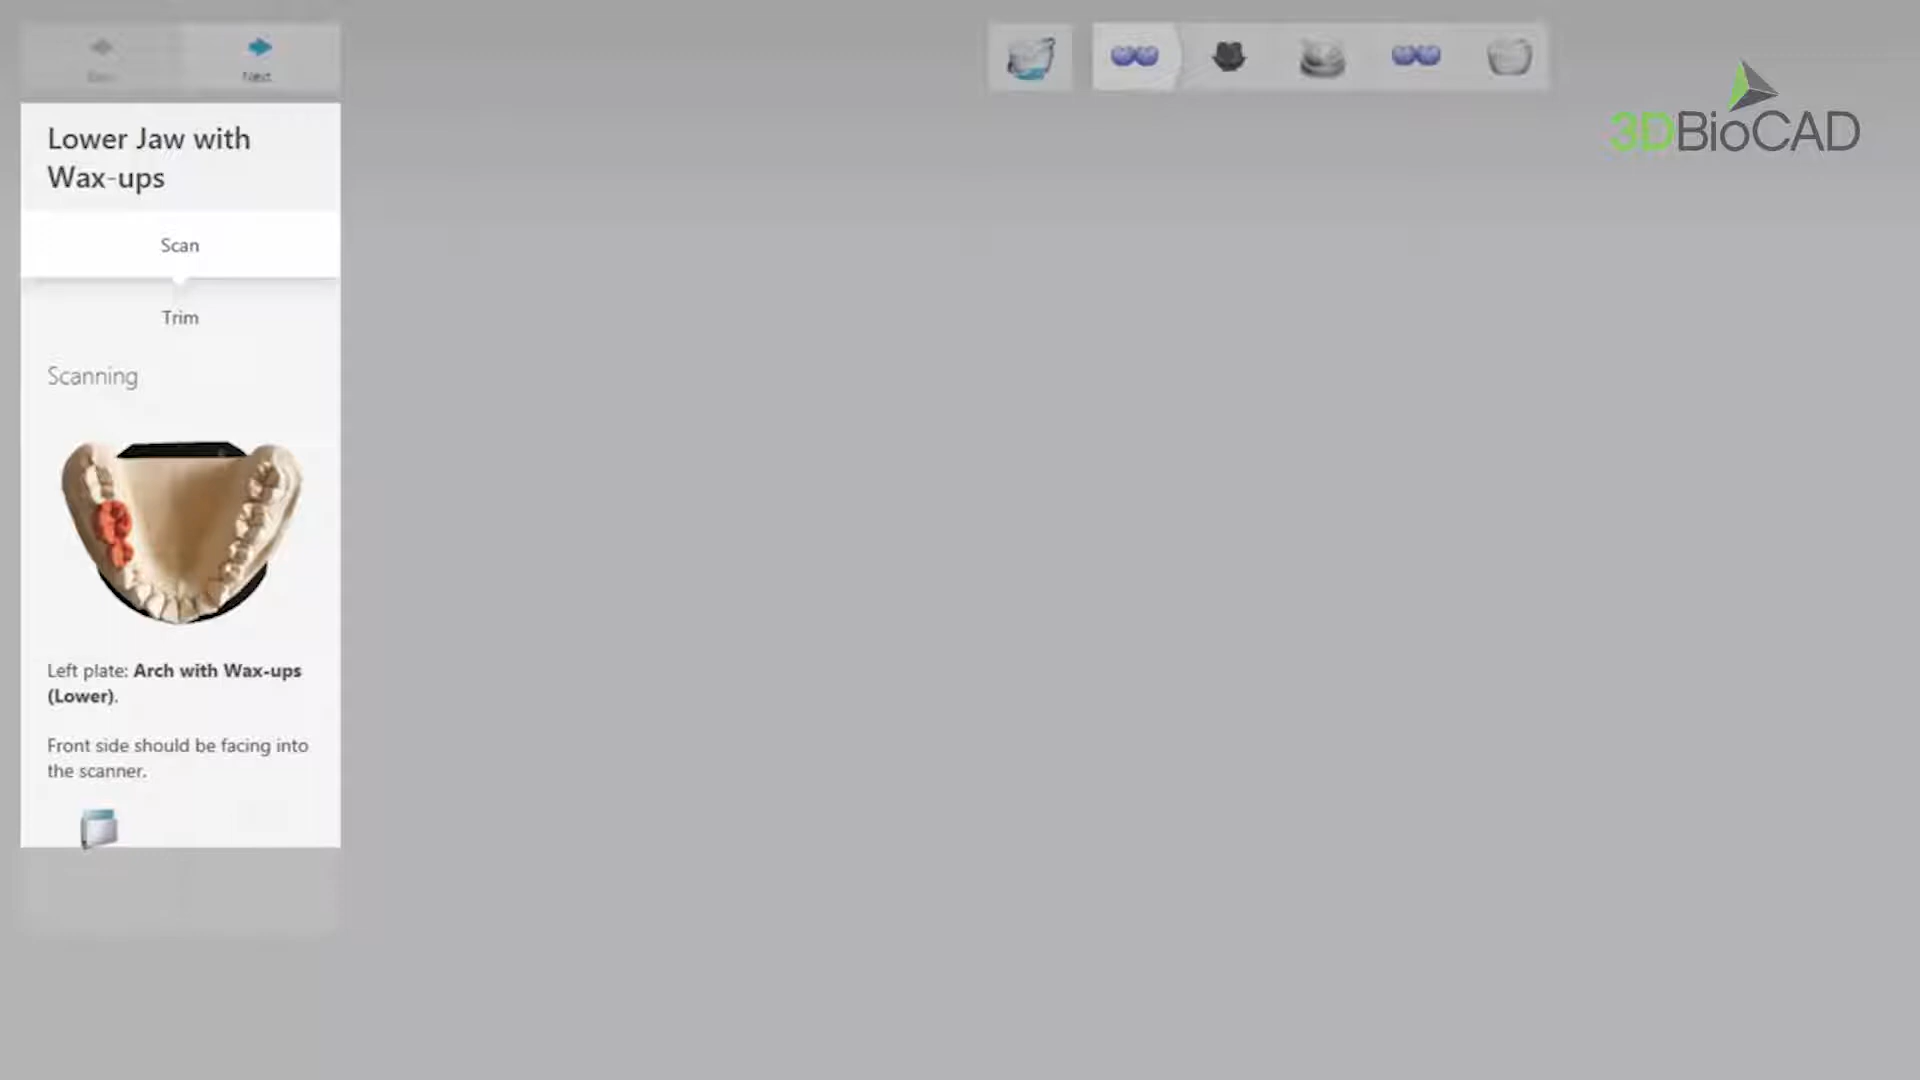 Next
3DBioCAD
Lower Jaw with
Wax-ups
Scan
Trim
Scanning
Left plate: Arch with Wax-ups
(Lower).
Front side should be facing into
the scanner.